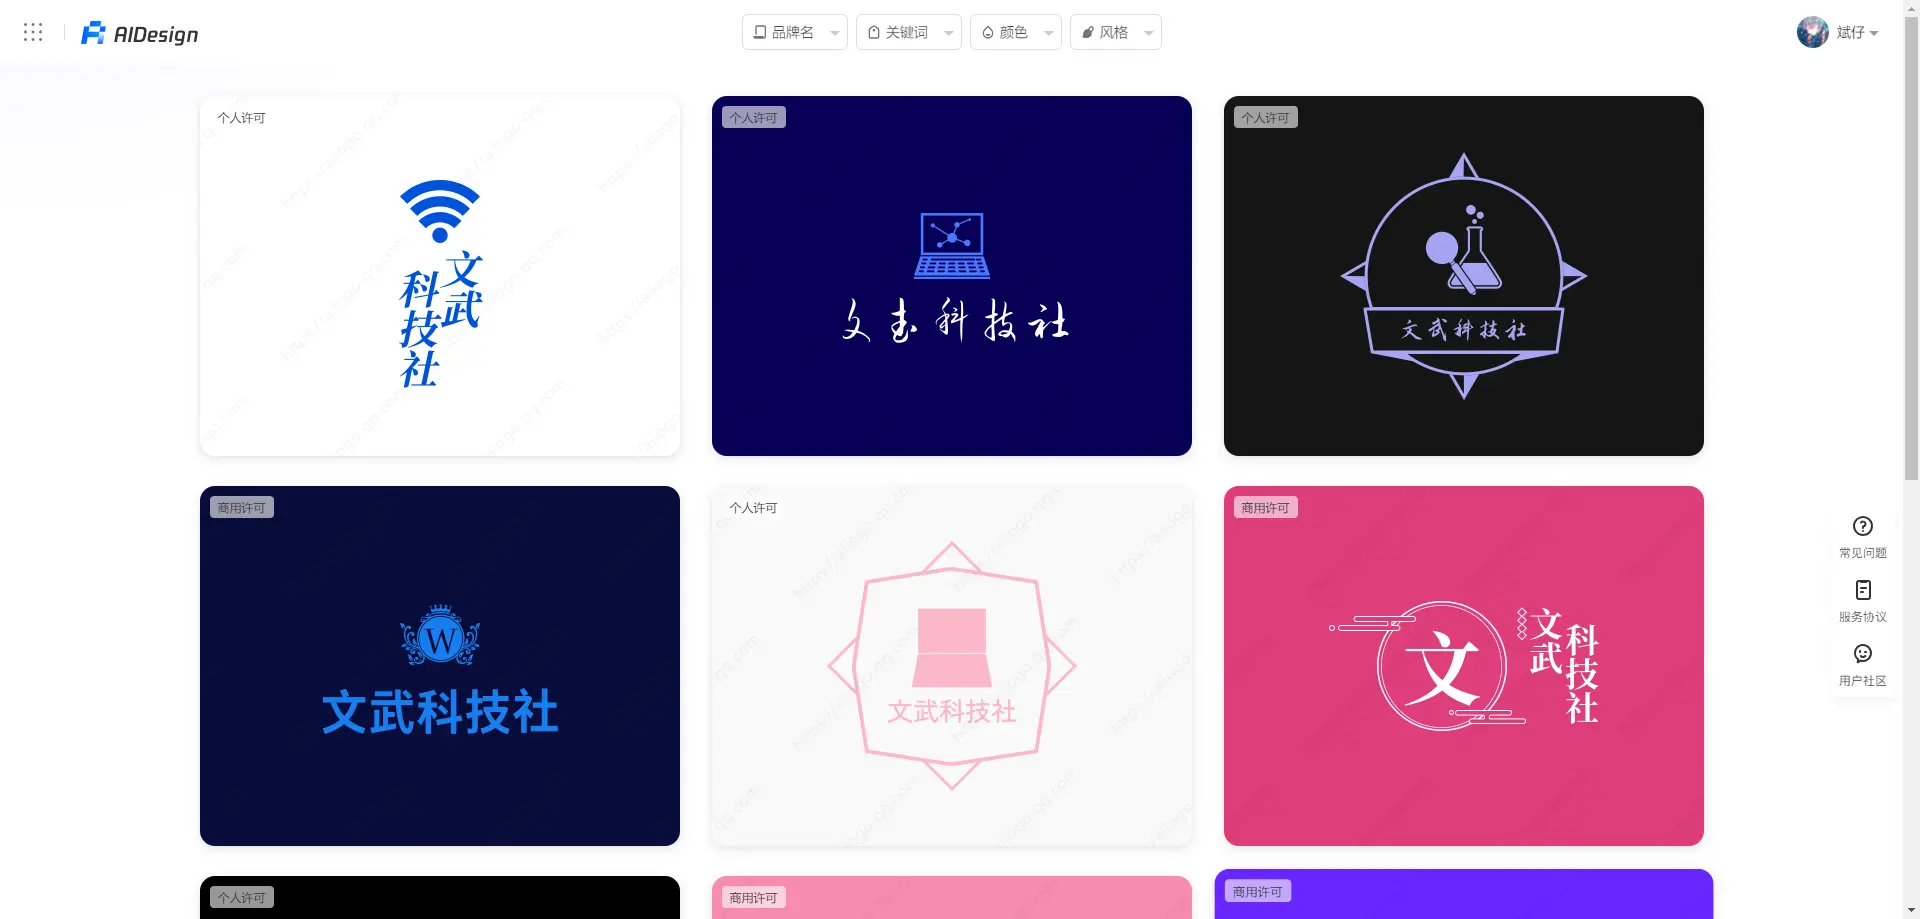 AIDesign
品牌名
关键词
颜色
风格
斌仔
个人许可
文武
科技社
个人许可
文武科技社
个人许可
文武科技社
商用许可
W
文武科技社
个人许可
文武科技社
商用许可
文
文武
科技社
常见问题
服务协议
用户社区
个人许可
商用许可
商用许可